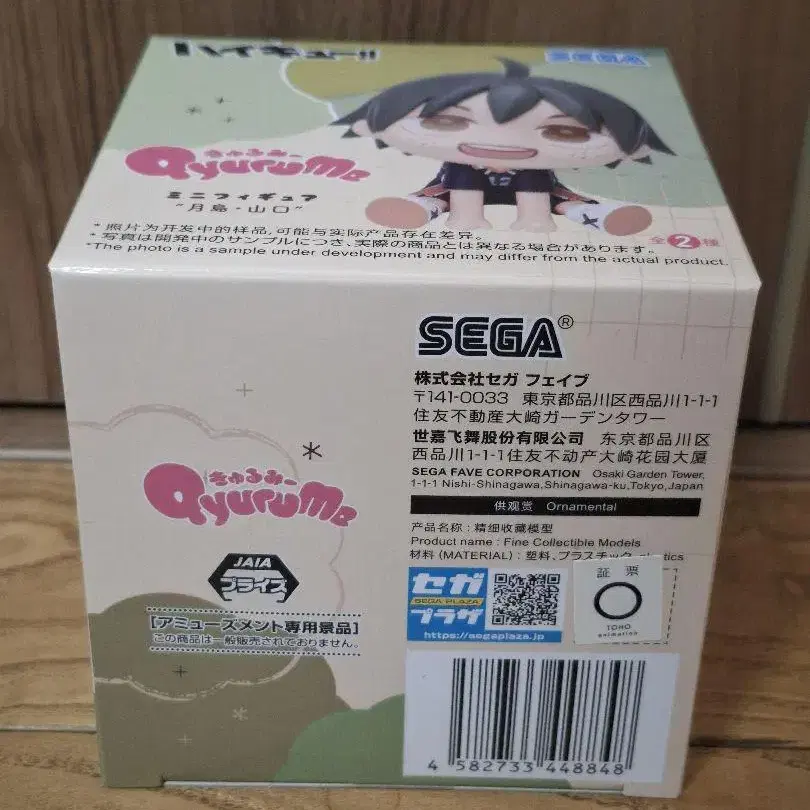 ハイキュー!!
SEGA
きゅるみー
QyuruMe
ミニフィギュア
"月島・山口"
全2種
*照片为开发中的样品,可能与实际产品存在差异。
*写真は開発中のサンプルにつき、実際の商品とは異なる場合があります。
*The photo is a sample under development and may differ from the actual product.
SEGA®
株式会社セガ フェイブ
〒141-0033 東京都品川区西品川1-1-1
住友不動産大崎ガーデンタワー
世嘉飞舞股份有限公司 东京都品川区
西品川1-1-1住友不动产大崎花园大厦
SEGA FAVE CORPORATION Osaki Garden Tower,
1-1-1 Nishi-Shinagawa,Shinagawa-ku,Tokyo,Japan
供观赏 Ornamental
产品名称:精细收藏模型
Product name : Fine Collectible Models
材料 (MATERIAL) : 塑料、プラスチック、plastics
きゅるみー
QyuruMe
JAIA
プライズ
[アミューズメント専用景品]
この商品は一般販売されておりません。
セガ
SEGA PLAZA
プラザ
https://segaplaza.jp
証票
TOHO
animation
4 582733 448848